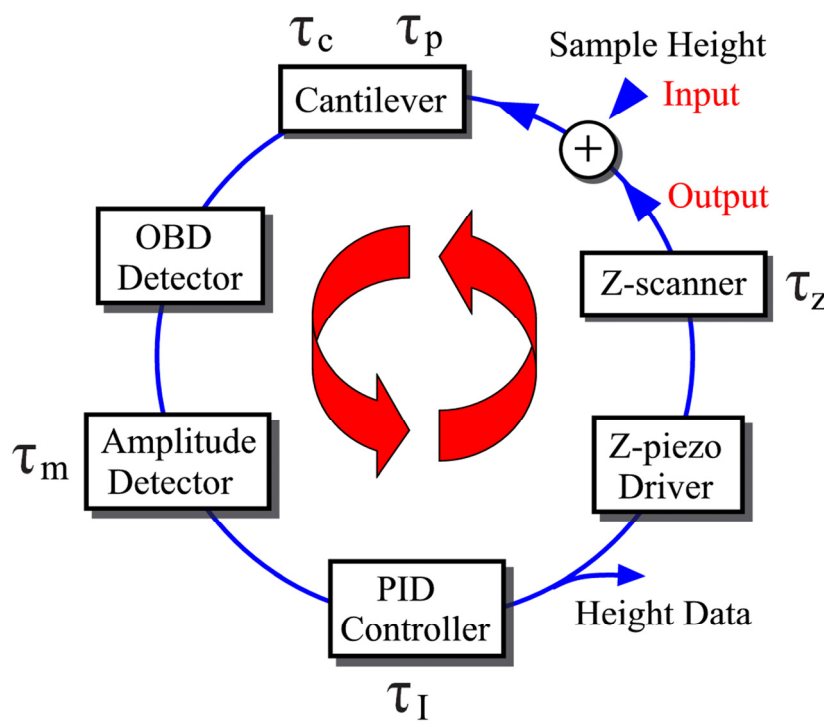 τc τp
Sample Height
Input
Cantilever
+
Output
OBD
Detector
Z-scanner
τz
Amplitude
Detector
τm
Z-piezo
Driver
PID
Controller
Height Data
τI